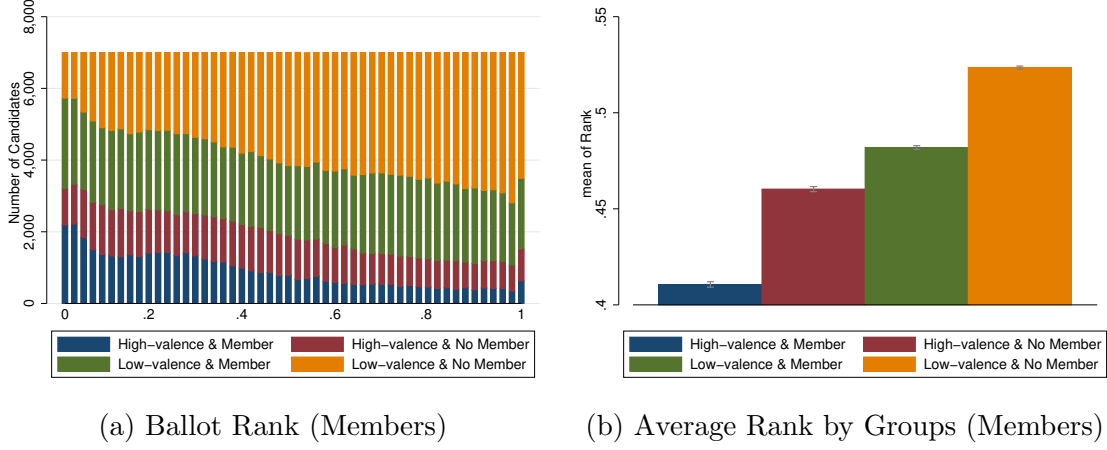 8,000
6,000
4,000
2,000
0
Number of Candidates
0 .2 .4 .6 .8 1
High−valence & Member High−valence & No Member
Low−valence & Member Low−valence & No Member
(a) Ballot Rank (Members)
.55
.5
.45
.4
mean of Rank
High−valence & Member High−valence & No Member
Low−valence & Member Low−valence & No Member
(b) Average Rank by Groups (Members)